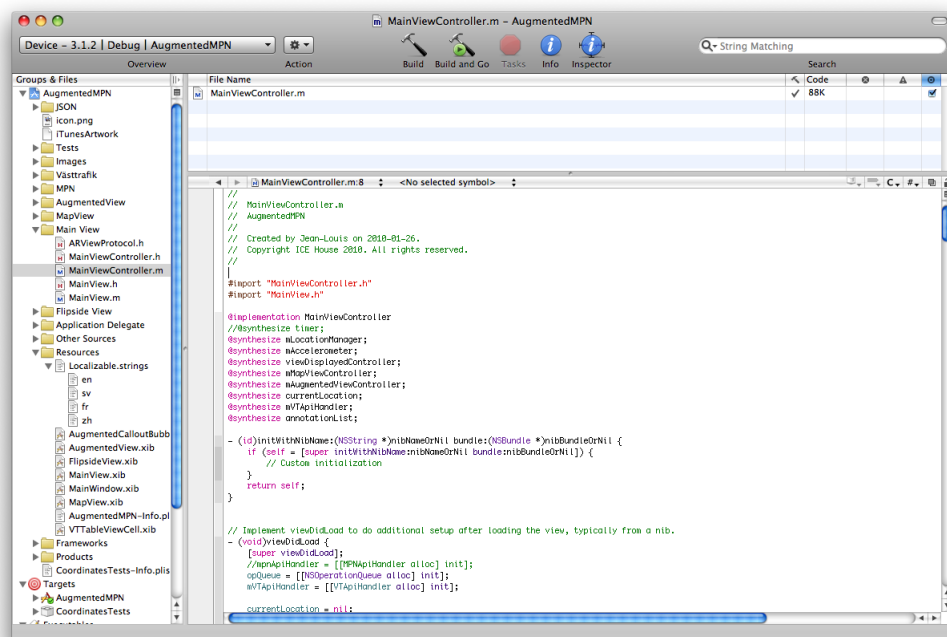 MainViewController.m – AugmentedMPN
Device – 3.1.2 | Debug | AugmentedMPN
String Matching
Overview
Action
Build
Build and Go
Tasks
Info
Inspector
Search
Groups & Files
AugmentedMPN
JSON
icon.png
iTunesArtwork
Tests
Images
Västtrafik
MPN
AugmentedView
MapView
Main View
ARViewProtocol.h
MainViewController.h
MainViewController.m
MainView.h
MainView.m
Flipside View
Application Delegate
Other Sources
Resources
Localizable.strings
en
sv
fr
zh
AugmentedCalloutBubb
AugmentedView.xib
FlipsideView.xib
MainView.xib
MainWindow.xib
MapView.xib
AugmentedMPN-Info.pl
VTTableViewCell.xib
Frameworks
Products
CoordinatesTests-Info.plis
Targets
AugmentedMPN
CoordinatesTests
File Name
Code
MainViewController.m
88K
MainViewController.m:8
<No selected symbol>
C
#
//
//  MainViewController.m
//  AugmentedMPN
//
//  Created by Jean-Louis on 2010-01-26.
//  Copyright ICE House 2010. All rights reserved.
//
#import "MainViewController.h"
#import "MainView.h"
@implementation MainViewController
//@synthesize timer;
@synthesize mLocationManager;
@synthesize mAccelerometer;
@synthesize viewDisplayedController;
@synthesize mMapViewController;
@synthesize mAugmentedViewController;
@synthesize currentLocation;
@synthesize mVTApiHandler;
@synthesize annotationList;
- (id)initWithNibName:(NSString *)nibNameOrNil bundle:(NSBundle *)nibBundleOrNil {
if (self = [super initWithNibName:nibNameOrNil bundle:nibBundleOrNil]) {
// Custom initialization
}
return self;
}
// Implement viewDidLoad to do additional setup after loading the view, typically from a nib.
- (void)viewDidLoad {
[super viewDidLoad];
//mpnApiHandler = [[MPNApiHandler alloc] init];
opQueue = [[NSOperationQueue alloc] init];
mVTApiHandler = [[VTApiHandler alloc] init];
currentLocation = nil;